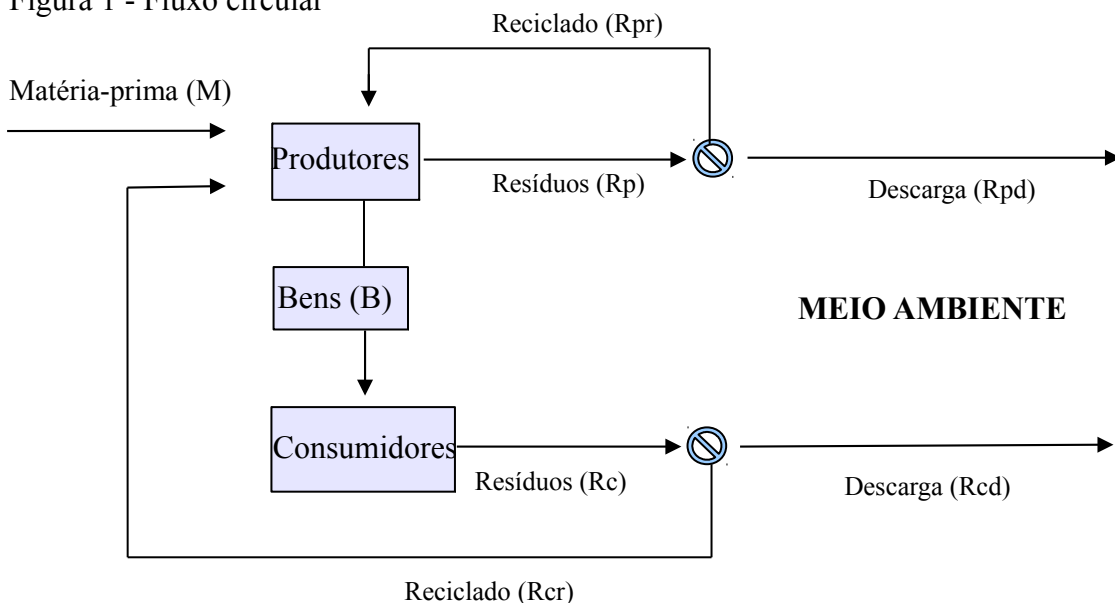 Figura 1 - Fluxo circular
Reciclado (Rpr)
Matéria-prima (M)
Produtores
Resíduos (Rp)
Descarga (Rpd)
Bens (B)
MEIO AMBIENTE
Consumidores
Resíduos (Rc)
Descarga (Rcd)
Reciclado (Rcr)